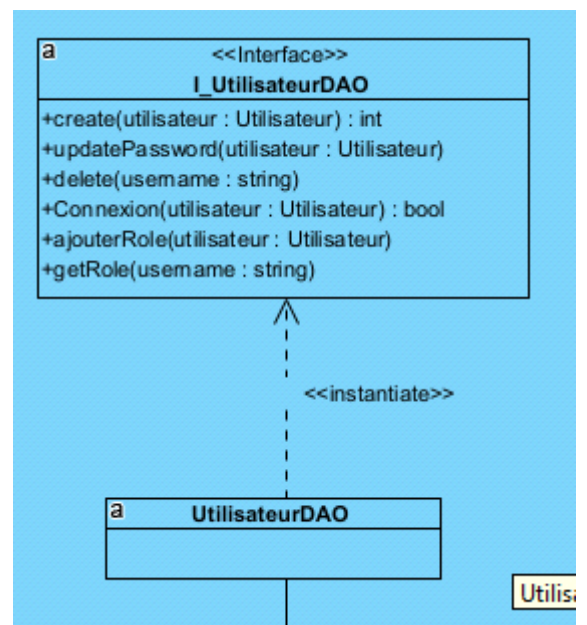 a
<<Interface>>
I_UtilisateurDAO
+create(utilisateur : Utilisateur) : int
+updatePassword(utilisateur : Utilisateur)
+delete(username : string)
+Connexion(utilisateur : Utilisateur) : bool
+ajouterRole(utilisateur : Utilisateur)
+getRole(username : string)
<<instantiate>>
a
UtilisateurDAO